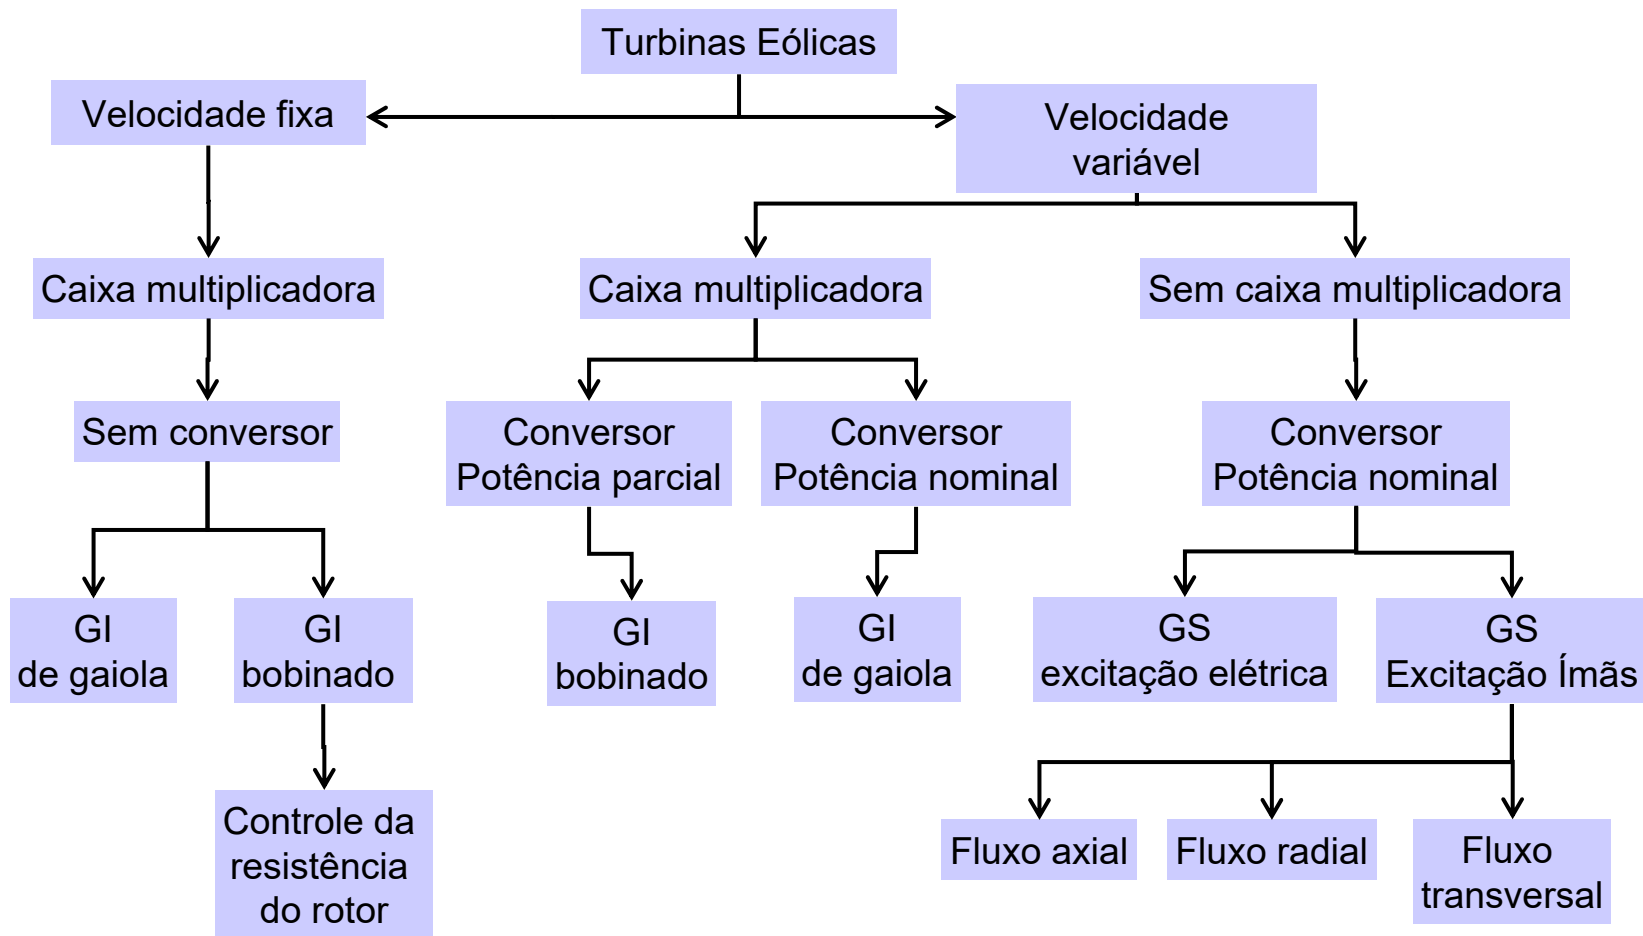 Turbinas Eólicas
Velocidade fixa
Velocidade
variável
Caixa multiplicadora
Caixa multiplicadora
Sem caixa multiplicadora
Sem conversor
Conversor
Potência parcial
Conversor
Potência nominal
Conversor
Potência nominal
GI
de gaiola
GI
bobinado
GI
bobinado
GI
de gaiola
GS
excitação elétrica
GS
Excitação Ímãs
Controle da
resistência
do rotor
Fluxo axial
Fluxo radial
Fluxo
transversal